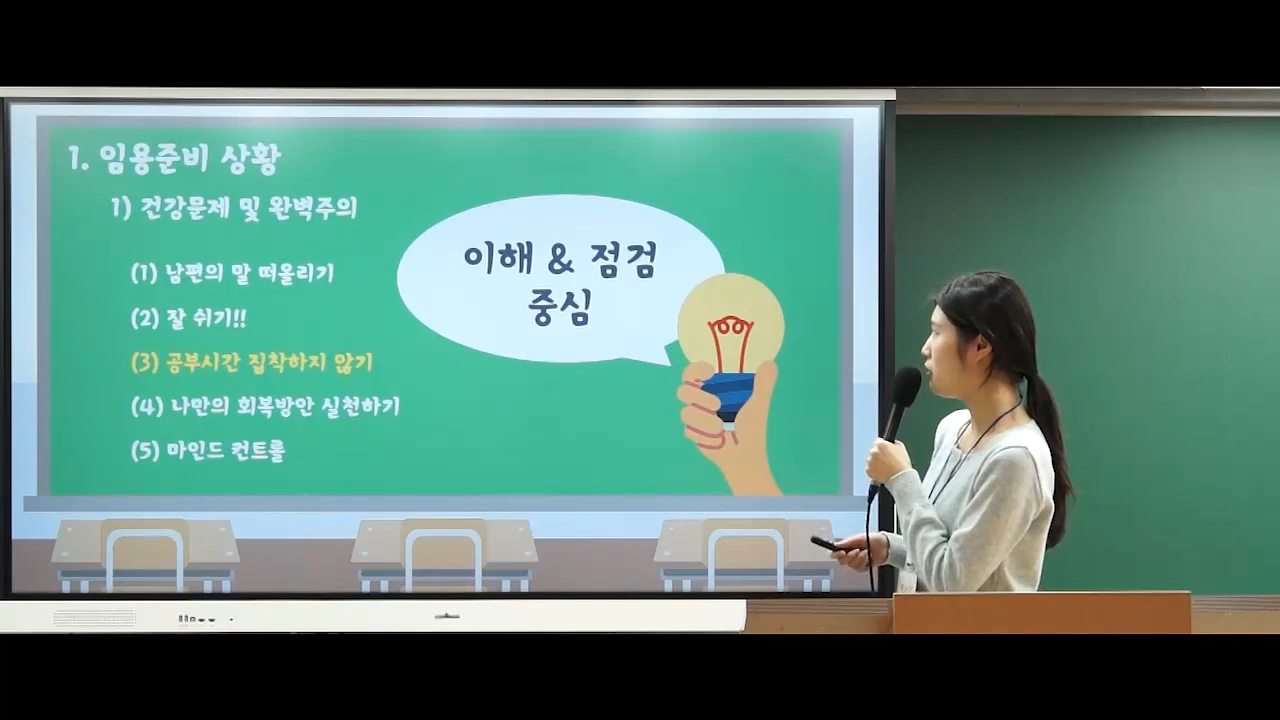 1. 임용준비 상황
1) 건강문제 및 완벽주의
(1) 남편의 말 떠올리기
(2) 잘 쉬기!!
(3) 공부시간 집착하지 않기
(4) 나만의 회복방안 실천하기
(5) 마인드 컨트롤
이해 & 점검
중심